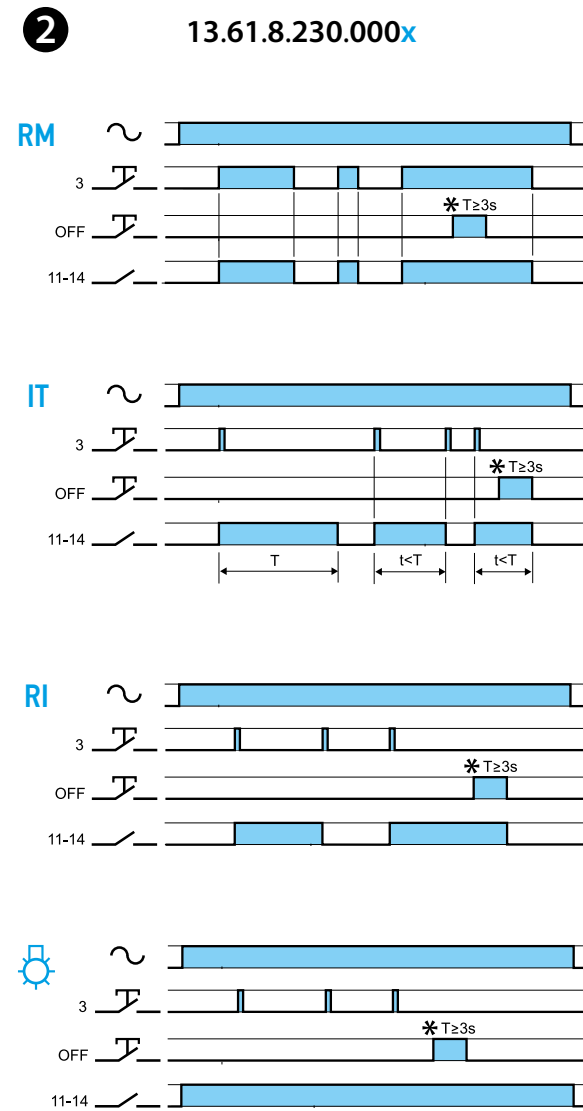 2 13.61.8.230.000x
RM
3
* T≥3s
OFF
11-14
IT
3
* T≥3s
OFF
11-14
T t<T t<T
RI
3
* T≥3s
OFF
11-14
3
* T≥3s
OFF
11-14